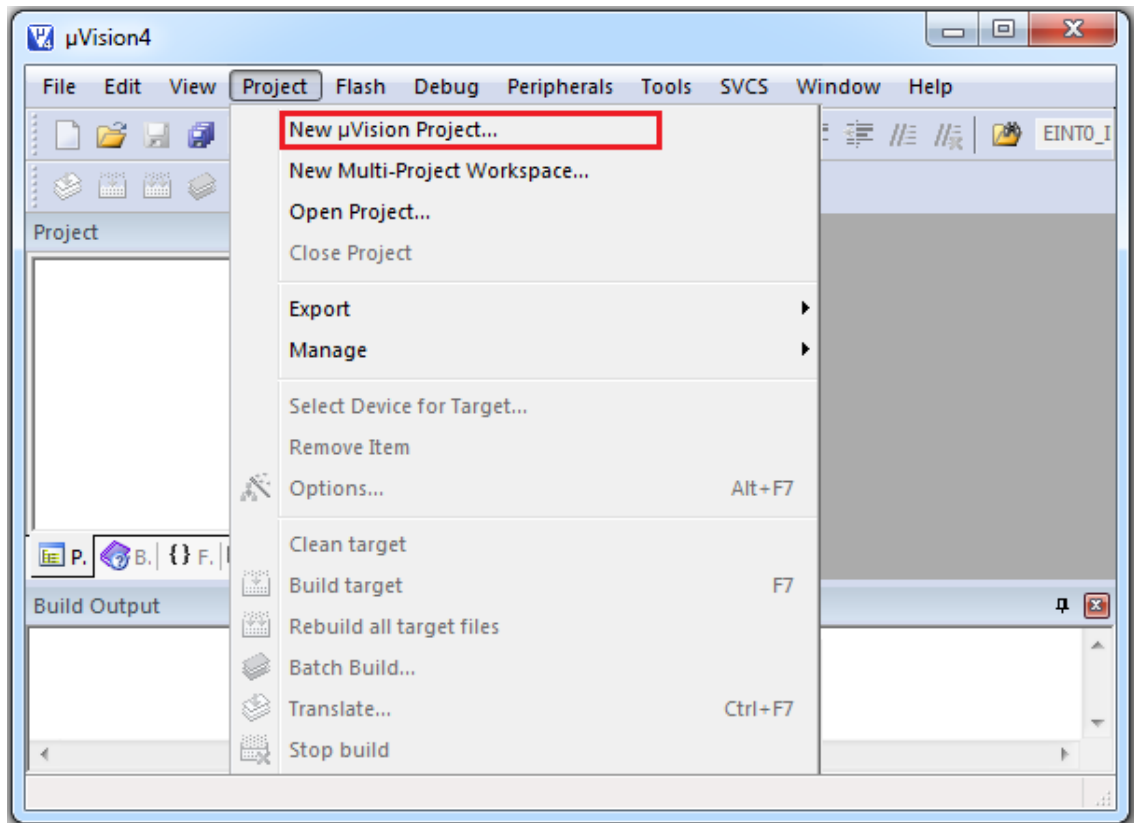 µVision4
File Edit View Project Flash Debug Peripherals Tools SVCS Window Help
New µVision Project...
EINT0_I
New Multi-Project Workspace...
Open Project...
Project
Close Project
Export
Manage
Select Device for Target...
Remove Item
Options... Alt+F7
Clean target
P. B. {} F.
Build target F7
Build Output
Rebuild all target files
Batch Build...
Translate... Ctrl+F7
Stop build